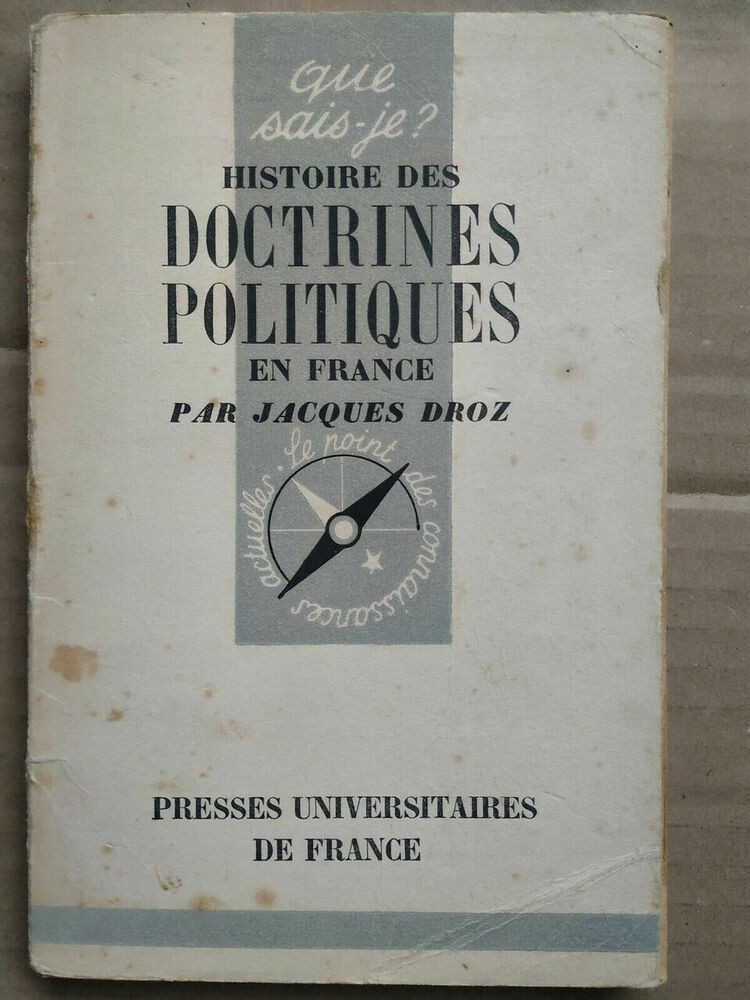 que
sais-je?
HISTOIRE DES
DOCTRINES
POLITIQUES
EN FRANCE
PAR JACQUES DROZ
Le point des connaissances actuelles.
PRESSES UNIVERSITAIRES
DE FRANCE